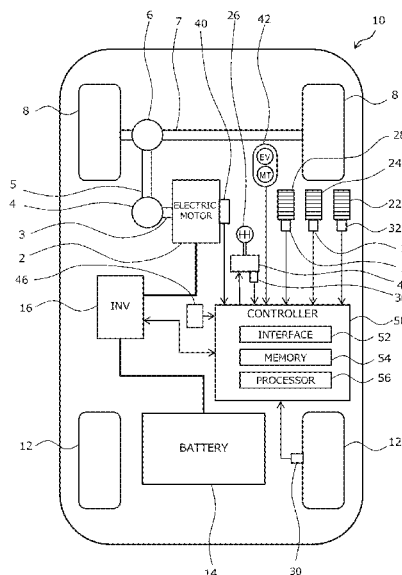 26 42
6 40
10
7
8
8
28
EV
24
MT
5
4
ELECTRIC
MOTOR
22
3
32
2
46
16
INV
CONTROLLER
INTERFACE
52
MEMORY
54
PROCESSOR
56
BATTERY
12
12
14
30